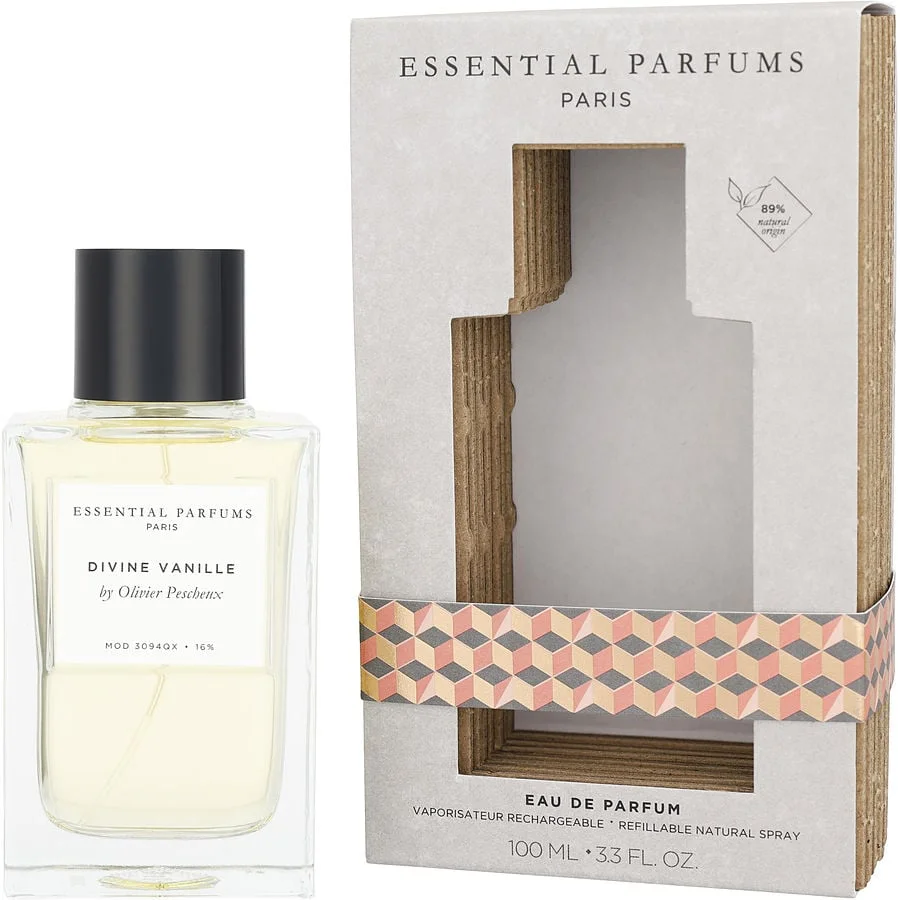 ESSENTIAL PARFUMS
PARIS
89%
natural
origin
ESSENTIAL PARFUMS
PARIS
DIVINE VANILLE
by Olivier Pescheux
MOD 3094QX • 16%
EAU DE PARFUM
VAPORISATEUR RECHARGEABLE • REFILLABLE NATURAL SPRAY
100 ML • 3.3 FL. OZ.